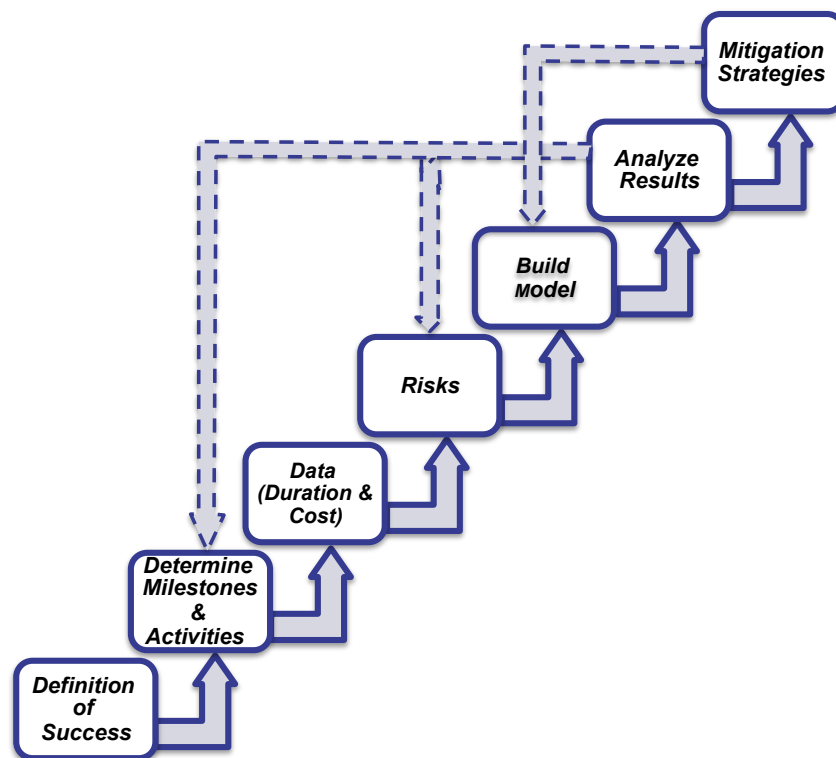 Mitigation
Strategies
Analyze
Results
Build
Model
Risks
Data
(Duration &
Cost)
Determine
Milestones
&
Activities
Definition
of
Success